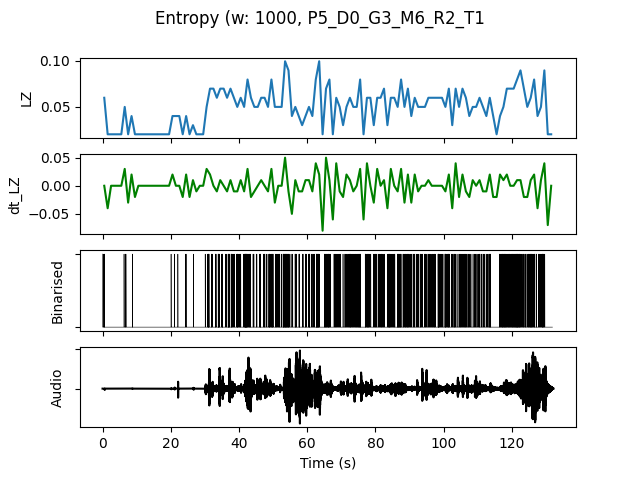 Entropy (w: 1000, P5_D0_G3_M6_R2_T1
0.10
0.05
LZ
0.05
0.00
−0.05
dt_LZ
Binarised
Audio
0 20 40 60 80 100 120
Time (s)